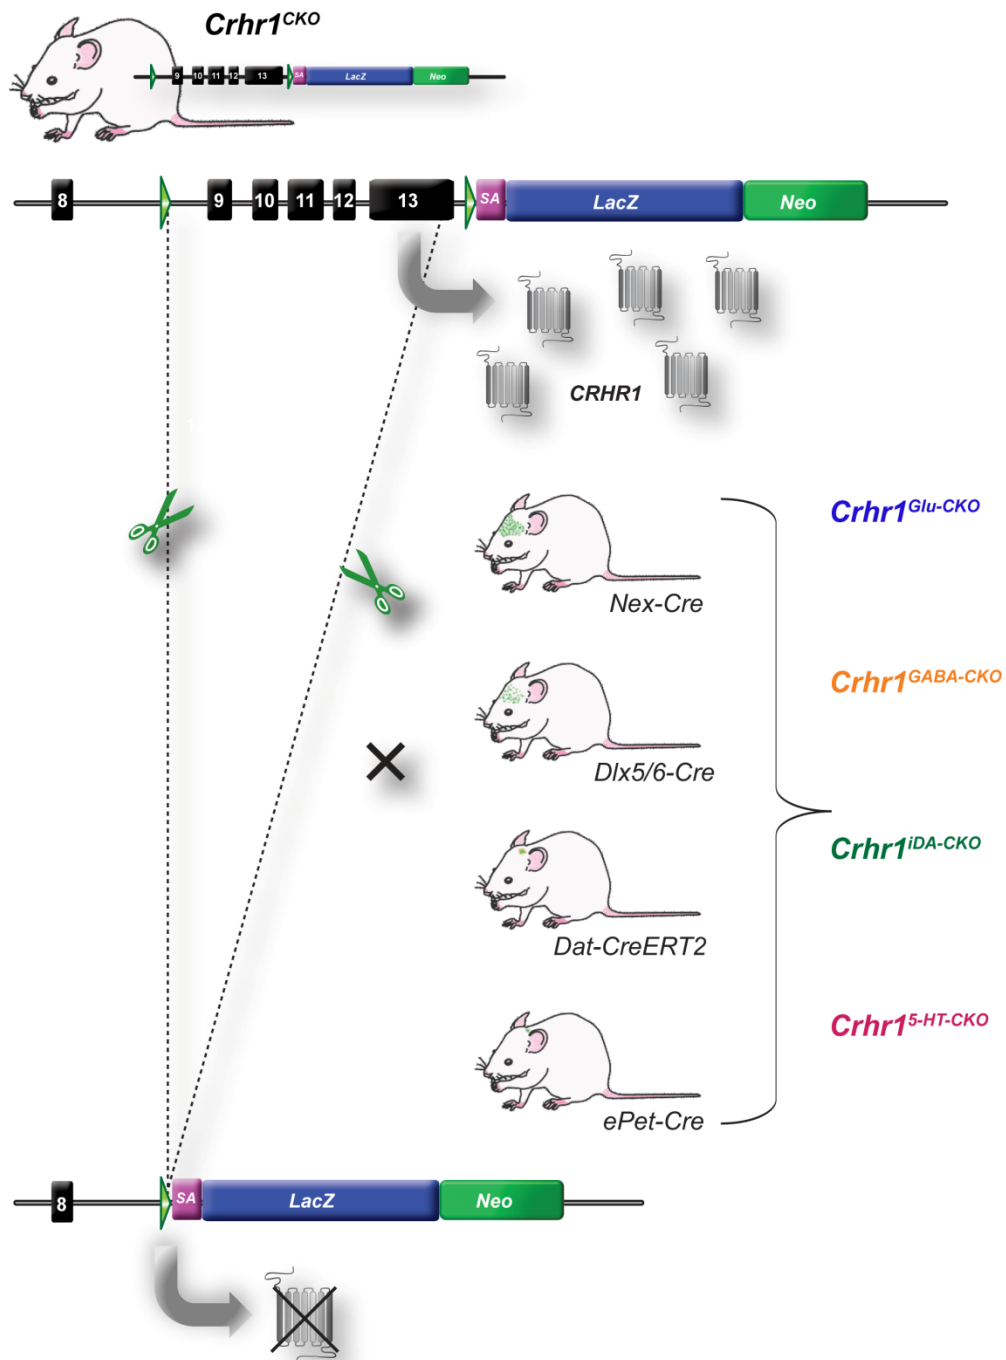 Crhr1CKO
9 10 11 12 13 SA LacZ Neo
8 9 10 11 12 13 SA LacZ Neo
CRHR1
Crhr1Glu-CKO
Nex-Cre
Crhr1GABA-CKO
Dlx5/6-Cre
Crhr1iDA-CKO
Dat-CreERT2
Crhr15-HT-CKO
ePet-Cre
8 SA LacZ Neo